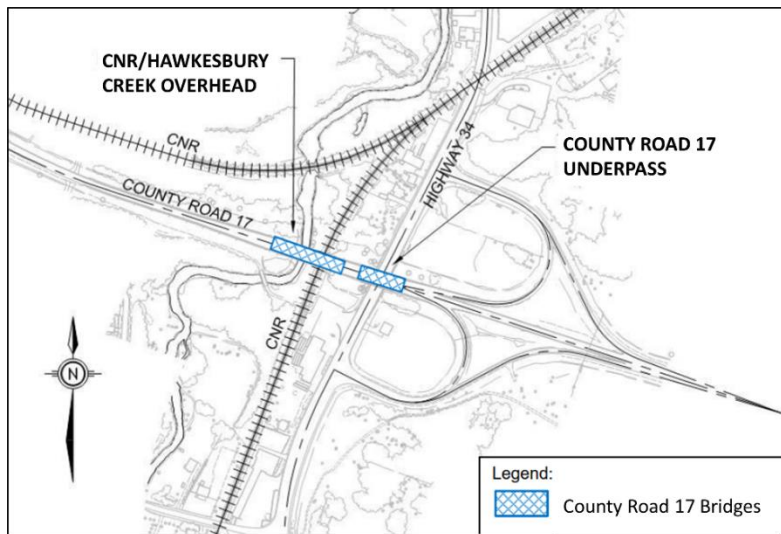 CNR/HAWKESBURY
CREEK OVERHEAD
CNR
HIGHWAY 34
COUNTY ROAD 17
UNDERPASS
COUNTY ROAD 17
CNR
N
Legend:
County Road 17 Bridges